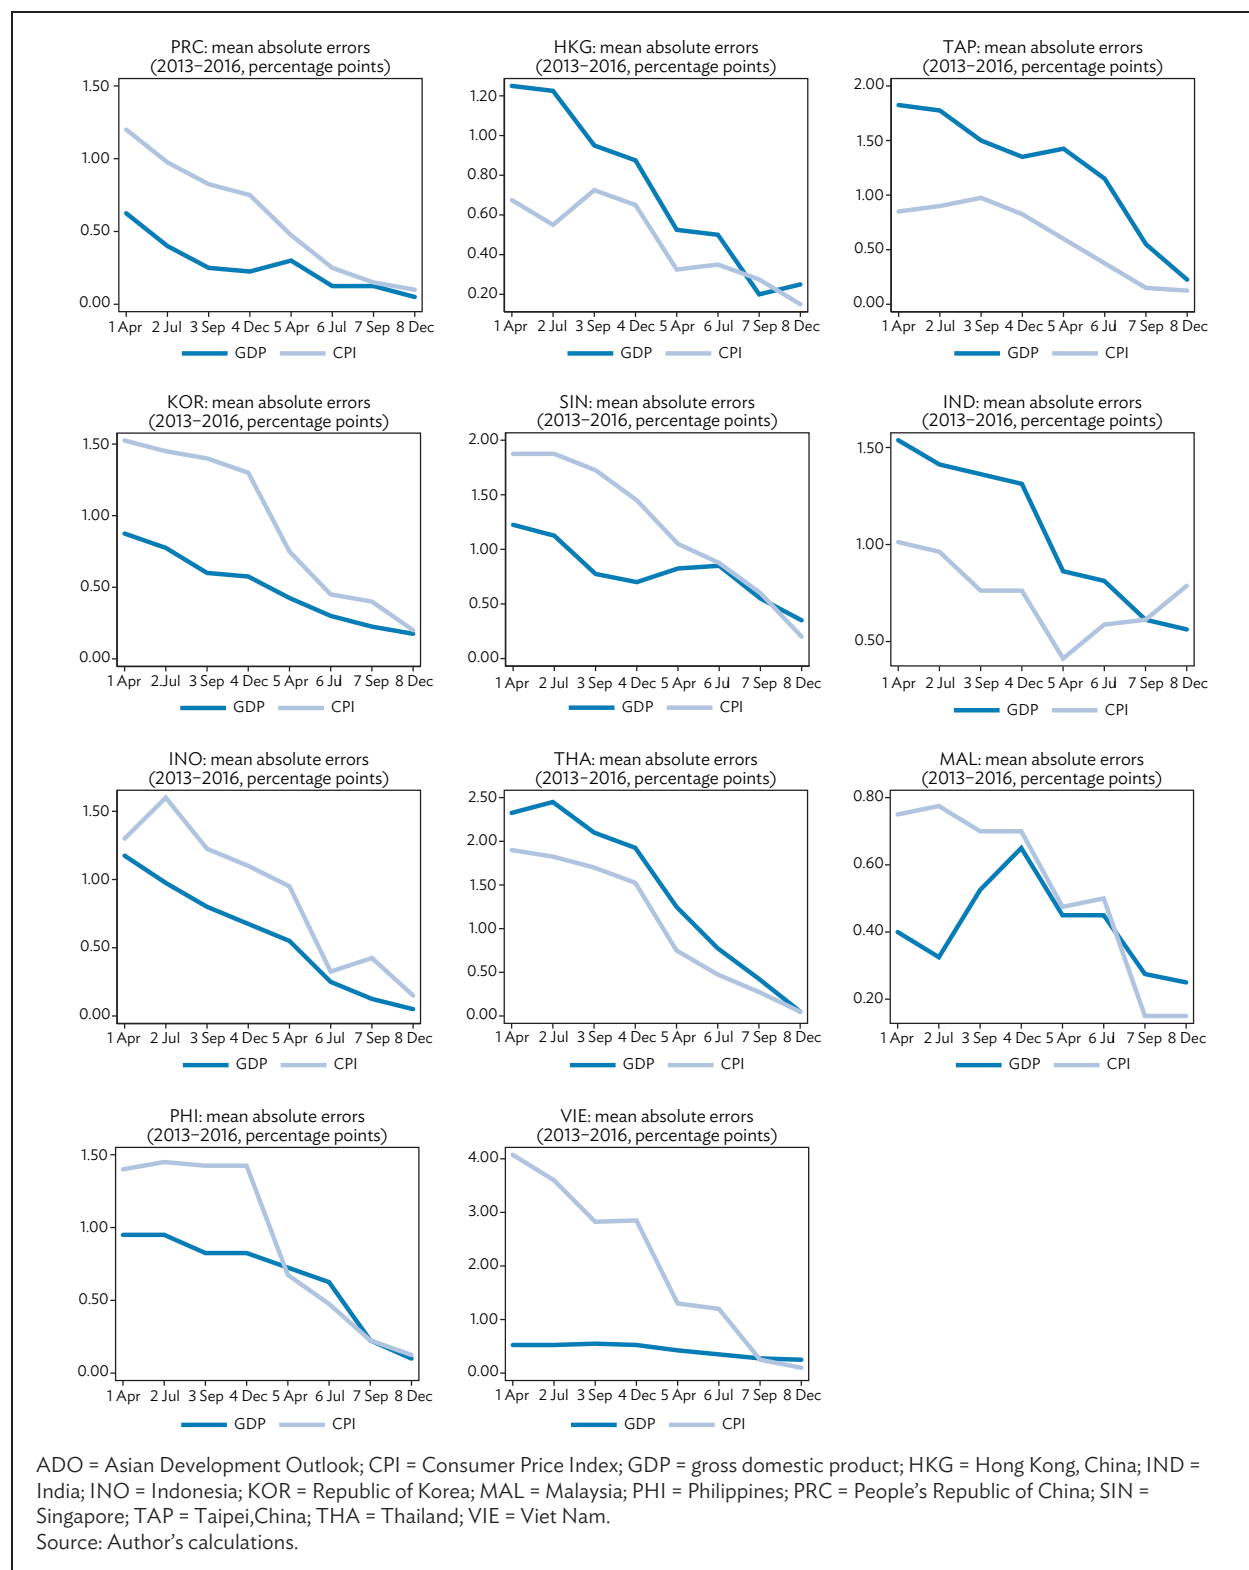 PRC: mean absolute errors
(2013–2016, percentage points)
1.50
1.00
0.50
0.00
1 Apr 2 Jul 3 Sep 4 Dec 5 Apr 6 Jul 7 Sep 8 Dec
GDP CPI
HKG: mean absolute errors
(2013–2016, percentage points)
1.20
1.00
0.80
0.60
0.40
0.20
1 Apr 2 Jul 3 Sep 4 Dec 5 Apr 6 Jul 7 Sep 8 Dec
GDP CPI
TAP: mean absolute errors
(2013–2016, percentage points)
2.00
1.50
1.00
0.50
0.00
1 Apr 2 Jul 3 Sep 4 Dec 5 Apr 6 Jul 7 Sep 8 Dec
GDP CPI
KOR: mean absolute errors
(2013–2016, percentage points)
1.50
1.00
0.50
0.00
1 Apr 2.Jul 3 Sep 4 Dec 5 Apr 6 Jul 7 Sep 8 Dec
GDP CPI
SIN: mean absolute errors
(2013–2016, percentage points)
2.00
1.50
1.00
0.50
0.00
1 Apr 2 Jul 3 Sep 4 Dec 5 Apr 6 Jul 7 Sep 8 Dec
GDP CPI
IND: mean absolute errors
(2013–2016, percentage points)
1.50
1.00
0.50
1 Apr 2 Jul 3 Sep 4 Dec 5 Apr 6 Jul 7 Sep 8 Dec
GDP CPI
INO: mean absolute errors
(2013–2016, percentage points)
1.50
1.00
0.50
0.00
1 Apr 2 Jul 3 Sep 4 Dec 5 Apr 6 Jul 7 Sep 8 Dec
GDP CPI
THA: mean absolute errors
(2013–2016, percentage points)
2.50
2.00
1.50
1.00
0.50
0.00
1 Apr 2 Jul 3 Sep 4 Dec 5 Apr 6 Jul 7 Sep 8 Dec
GDP CPI
MAL: mean absolute errors
(2013–2016, percentage points)
0.80
0.60
0.40
0.20
1 Apr 2 Jul 3 Sep 4 Dec 5 Apr 6 Jul 7 Sep 8 Dec
GDP CPI
PHI: mean absolute errors
(2013–2016, percentage points)
1.50
1.00
0.50
0.00
1 Apr 2 Jul 3 Sep 4 Dec 5 Apr 6 Jul 7 Sep 8 Dec
GDP CPI
VIE: mean absolute errors
(2013–2016, percentage points)
4.00
3.00
2.00
1.00
0.00
1 Apr 2 Jul 3 Sep 4 Dec 5 Apr 6 Jul 7 Sep 8 Dec
GDP CPI
ADO = Asian Development Outlook; CPI = Consumer Price Index; GDP = gross domestic product; HKG = Hong Kong, China; IND =
India; INO = Indonesia; KOR = Republic of Korea; MAL = Malaysia; PHI = Philippines; PRC = People's Republic of China; SIN =
Singapore; TAP = Taipei,China; THA = Thailand; VIE = Viet Nam.
Source: Author's calculations.